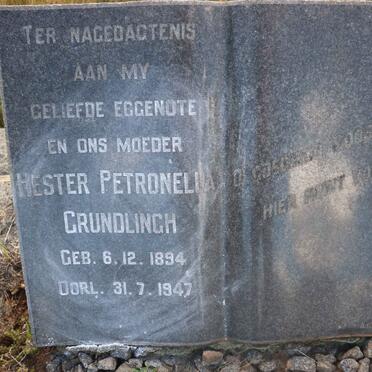 TER NAGEDAGTENIS
AAN MY
GELIEFDE EGGENOTE
EN ONS MOEDER
HESTER PETRONELLA
GRUNDLINGH
GEB. 6. 12. 1894
OORL. 31. 7. 1947
HIER